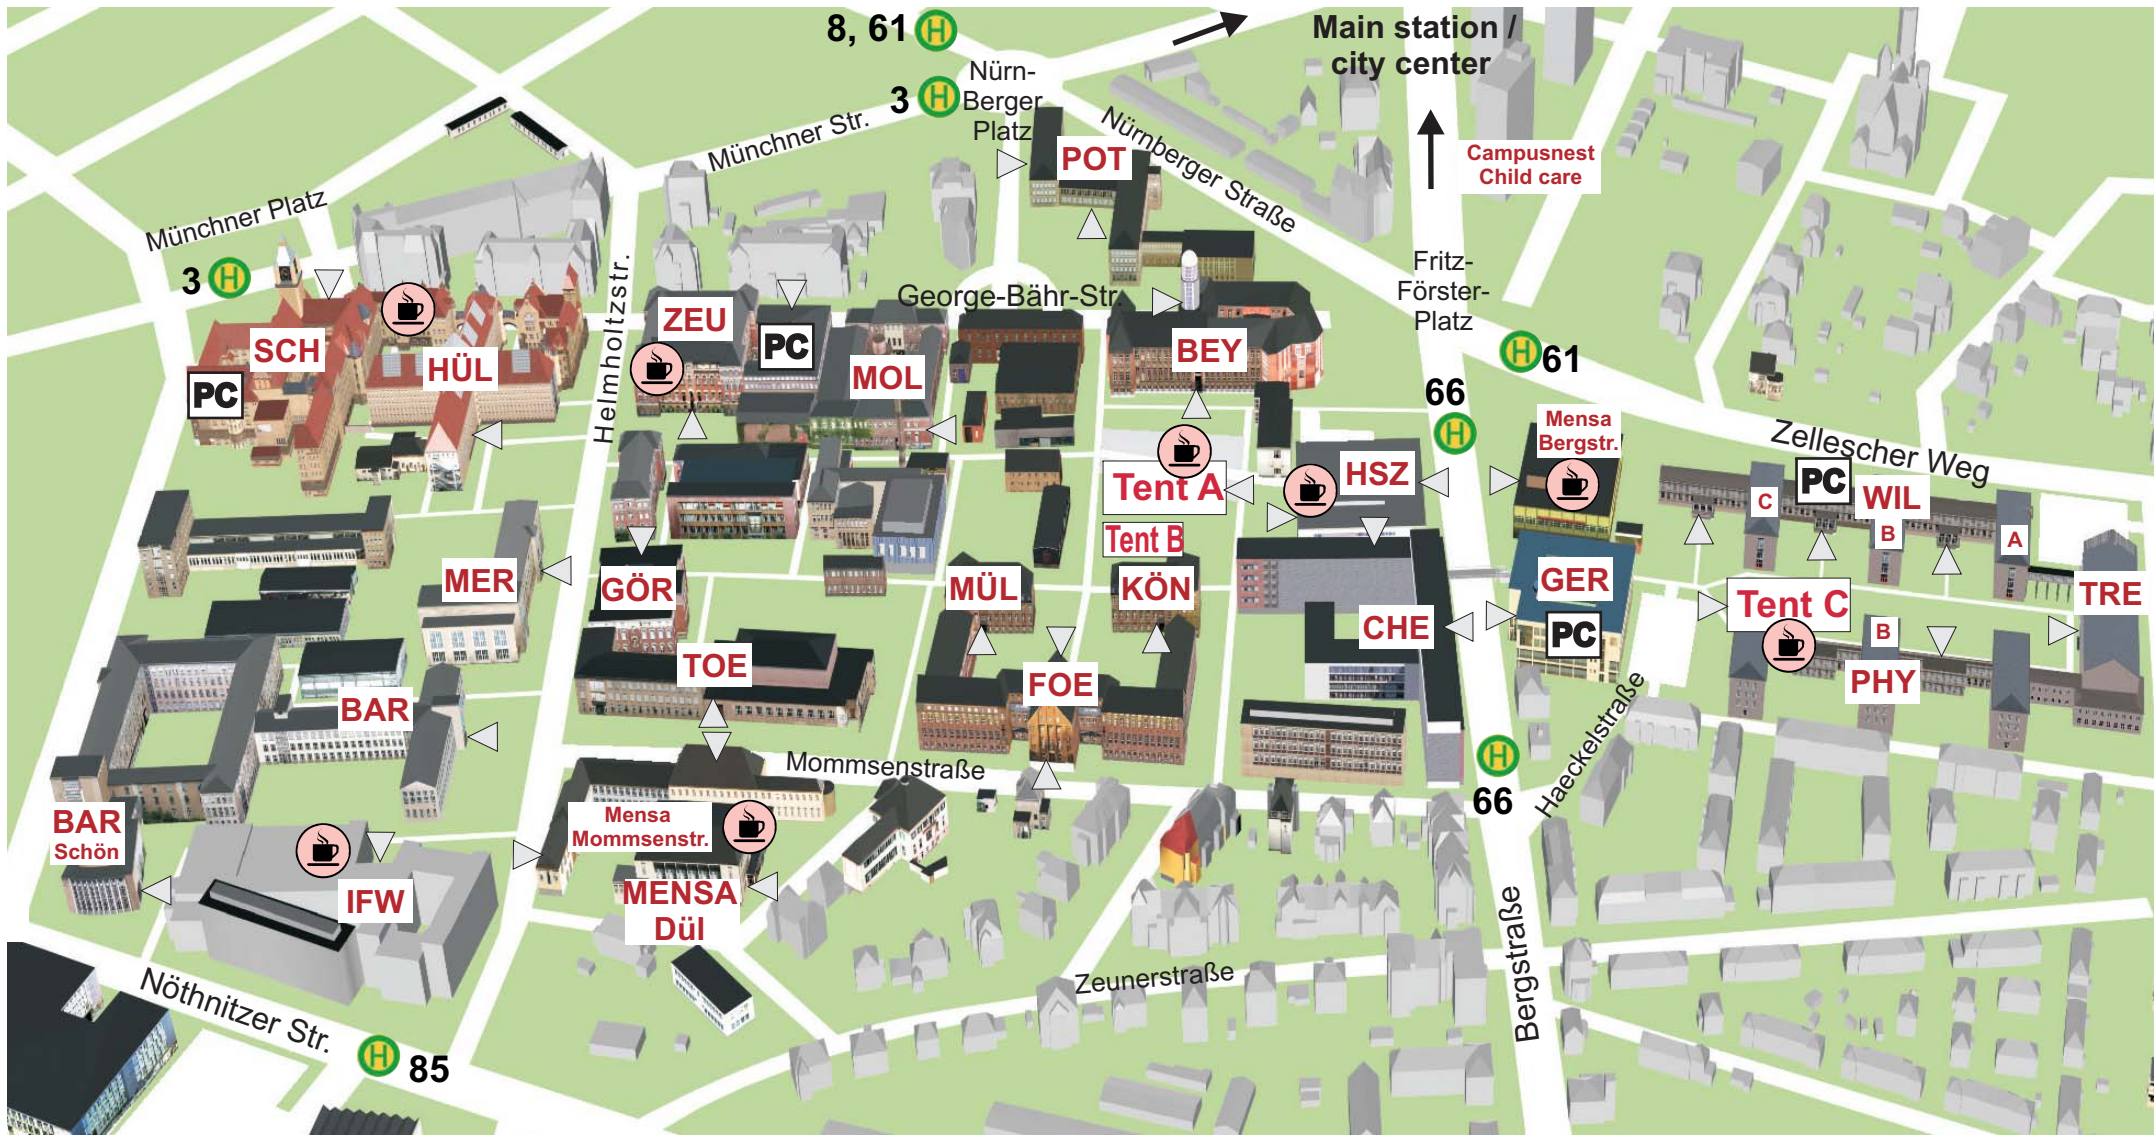 8, 61 H
Main station /
city center
3 H
Nürn-
Berger
Platz
Münchner Str.
Nürnberger Straße
POT
Campusnest
Child care
Münchner Platz
3 H
Helmholtzstr.
George-Bähr-Str.
Fritz-
Förster-
Platz
ZEU
PC
SCH
HÜL
PC
MOL
BEY
H 61
66
H
Mensa
Bergstr.
Zellescher Weg
HSZ
Tent A
C
PC
WIL
B
A
Tent B
MER
GÖR
MÜL
KÖN
GER
PC
CHE
Tent C
TRE
B
PHY
TOE
FOE
BAR
Mommsenstraße
H
66
Haeckelstraße
BAR
Schön
Mensa
Mommsenstr.
MENSA
Dül
IFW
Bergstraße
Zeunerstraße
Nöthnitzer Str.
H 85